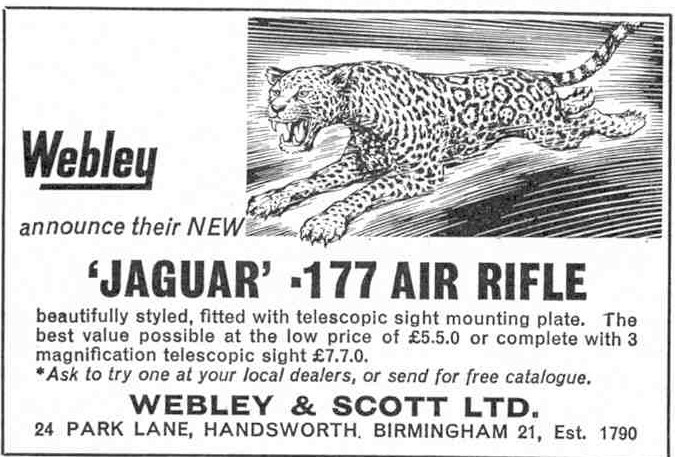 Webley
announce their NEW
‘JAGUAR’ ·177 AIR RIFLE
beautifully styled, fitted with telescopic sight mounting plate. The
best value possible at the low price of £5.5.0 or complete with 3
magnification telescopic sight £7.7.0.
*Ask to try one at your local dealers, or send for free catalogue.
WEBLEY & SCOTT LTD.
24 PARK LANE, HANDSWORTH. BIRMINGHAM 21, Est. 1790